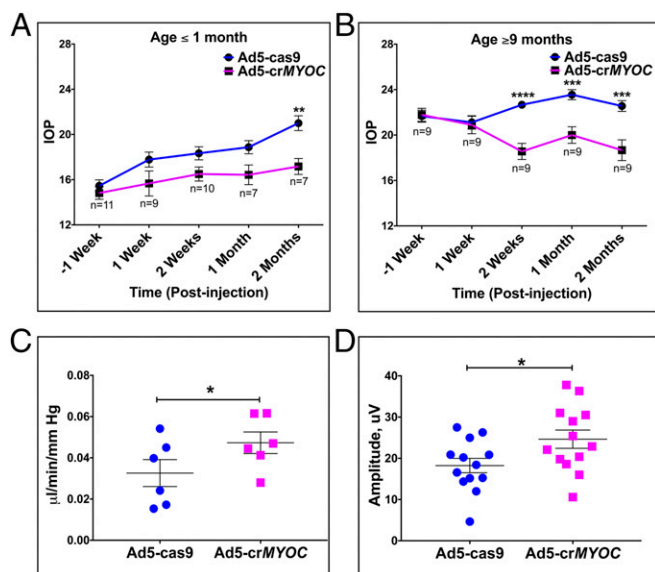 A
Age ≤ 1 month
Ad5-cas9
Ad5-crMYOC
IOP
28
24
20
16
12
**
n=11
n=9
n=10
n=7
n=7
-1 Week
1 Week
2 Weeks
1 Month
2 Months
Time (Post-injection)
B
Age ≥9 months
Ad5-cas9
Ad5-crMYOC
IOP
28
24
20
16
12
****
***
***
n=9
n=9
n=9
n=9
n=9
-1 Week
1 Week
2 Weeks
1 Month
2 Months
Time (Post-injection)
C
µl/min/mm Hg
0.08
0.06
0.04
0.02
0.00
*
Ad5-cas9
Ad5-crMYOC
D
Amplitude, uV
40
30
20
10
0
*
Ad5-cas9
Ad5-crMYOC